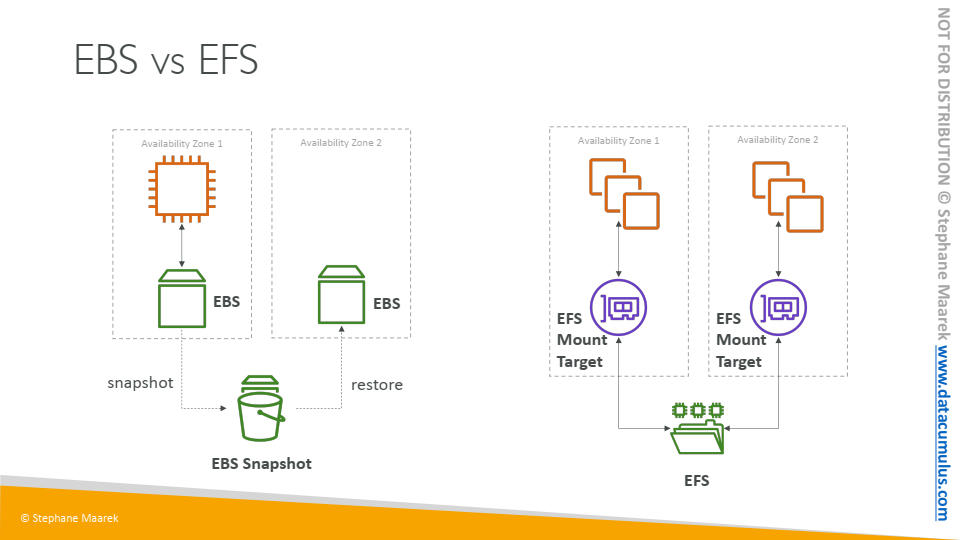 EBS vs EFS
Availability Zone 1
Availability Zone 2
EBS
EBS
snapshot
restore
EBS Snapshot
Availability Zone 1
Availability Zone 2
EFS
Mount
Target
EFS
Mount
Target
EFS
© Stephane Maarek
NOT FOR DISTRIBUTION © Stephane Maarek www.datacumulus.com